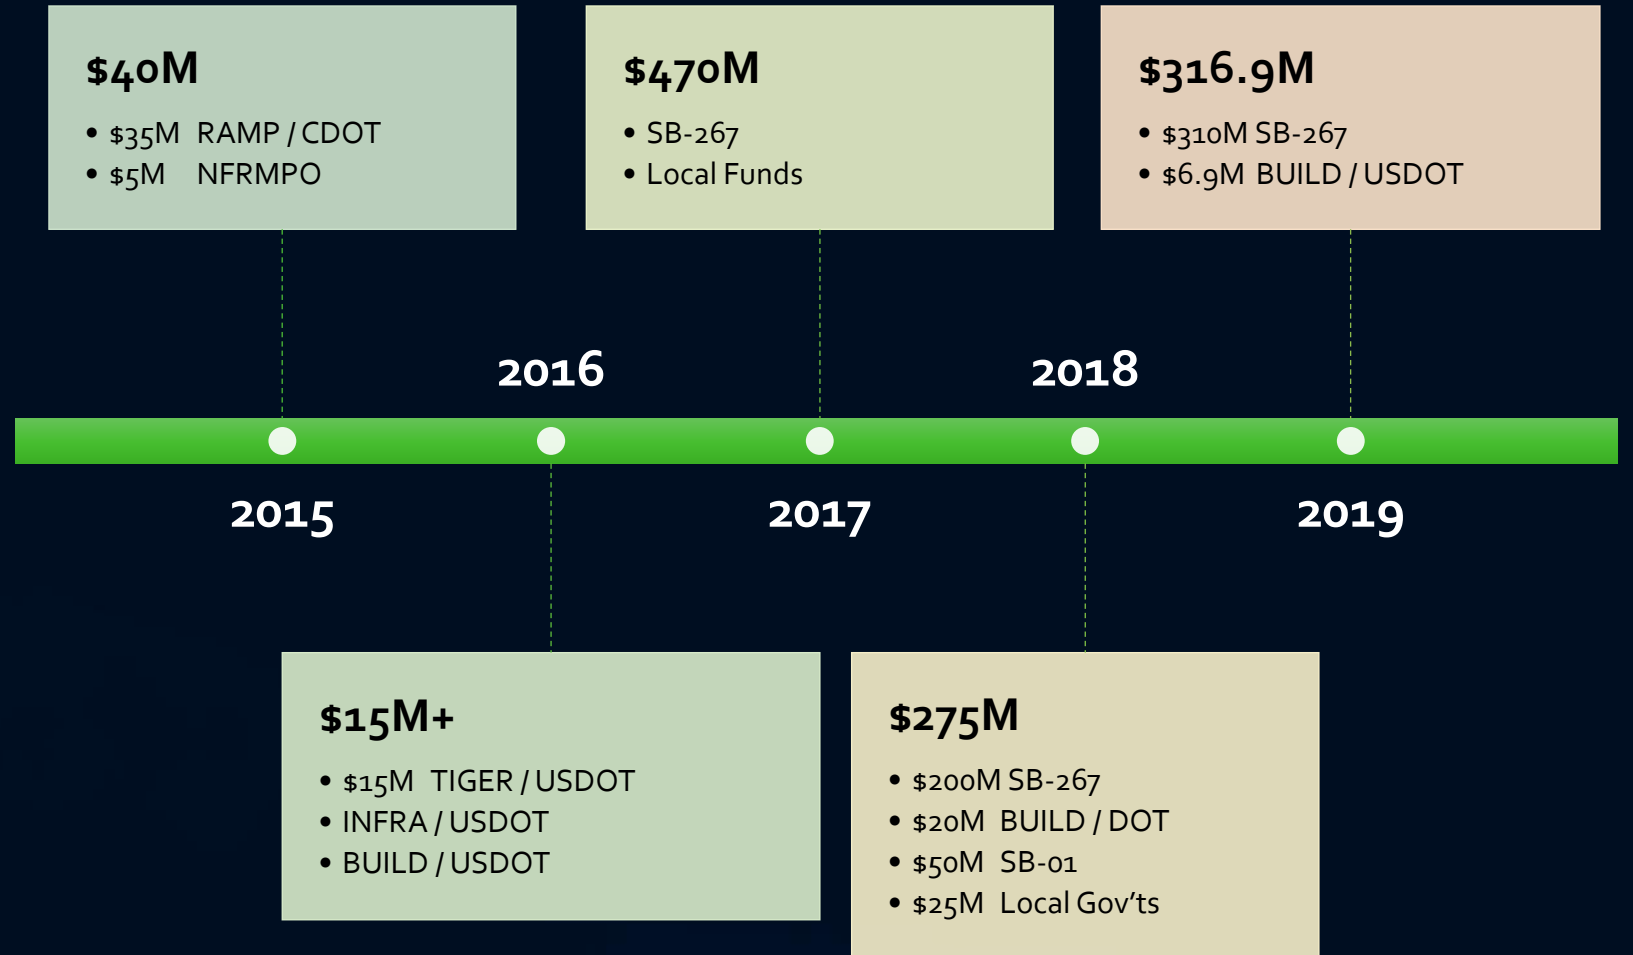 $40M
• $35M RAMP / CDOT
• $5M NFRMPO
$470M
• SB-267
• Local Funds
$316.9M
• $310M SB-267
• $6.9M BUILD / USDOT
2016
2018
2015
2017
2019
$15M+
• $15M TIGER / USDOT
• INFRA / USDOT
• BUILD / USDOT
$275M
• $200M SB-267
• $20M BUILD / DOT
• $50M SB-01
• $25M Local Gov’ts